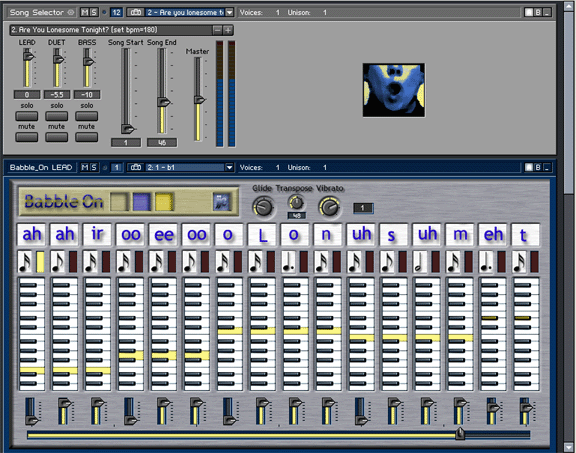 Song Selector M S 12 2 - Are you lonesome t Voices: 1 Unison: 1 B
2. Are You Lonesome Tonight? (set bpm=180) - +
LEAD DUET BASS Song Start Song End
Master
0 -5.5 -10
solo solo solo
mute mute mute
1 46
Babble_On LEAD M S 1 2: 1 - b1 Voices: 1 Unison: 1 B
Glide Transpose Vibrato
Babble On
48
1
ah ah ir oo ee oo o L o n uh s uh m eh t